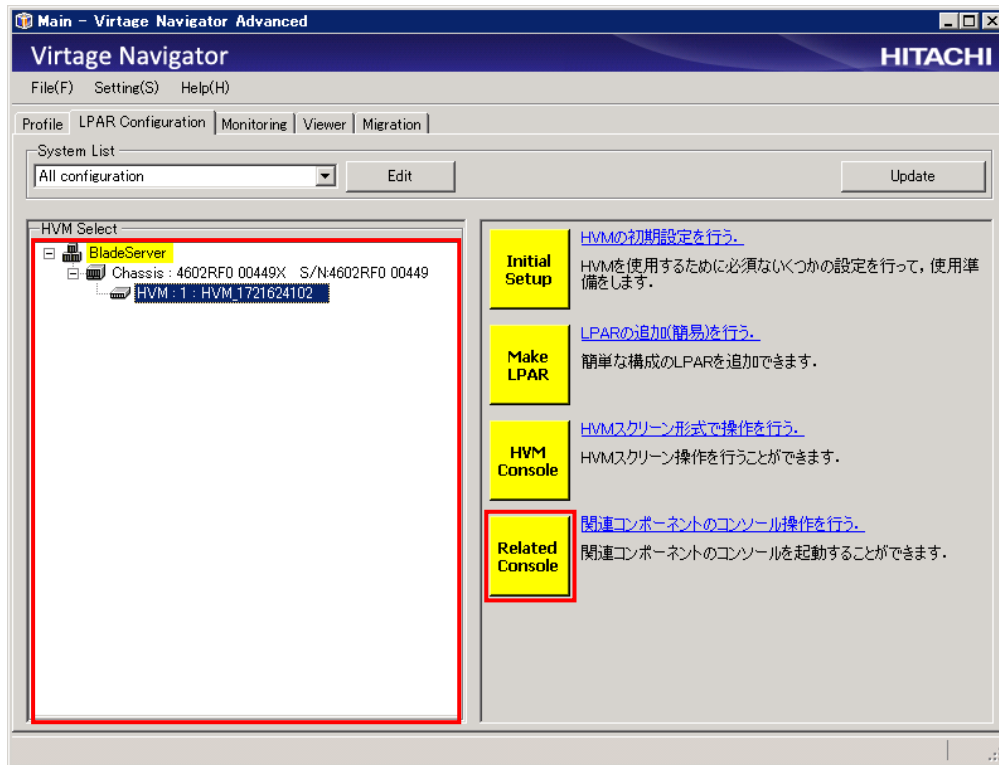 Main - Virtage Navigator Advanced
Virtage Navigator
HITACHI
File(F) Setting(S) Help(H)
Profile LPAR Configuration Monitoring Viewer Migration
System List
All configuration
Edit
Update
HVM Select
BladeServer
Chassis : 4602RF0 00449X S/N:4602RF0 00449
HVM : 1 : HVM_1721624102
Initial
Setup
HVMの初期設定を行う．
HVMを使用するために必須ないくつかの設定を行って，使用準
備をします．
Make
LPAR
LPARの追加(簡易)を行う．
簡単な構成のLPARを追加できます．
HVM
Console
HVMスクリーン形式で操作を行う．
HVMスクリーン操作を行うことができます．
Related
Console
関連コンポーネントのコンソール操作を行う．
関連コンポーネントのコンソールを起動することができます．